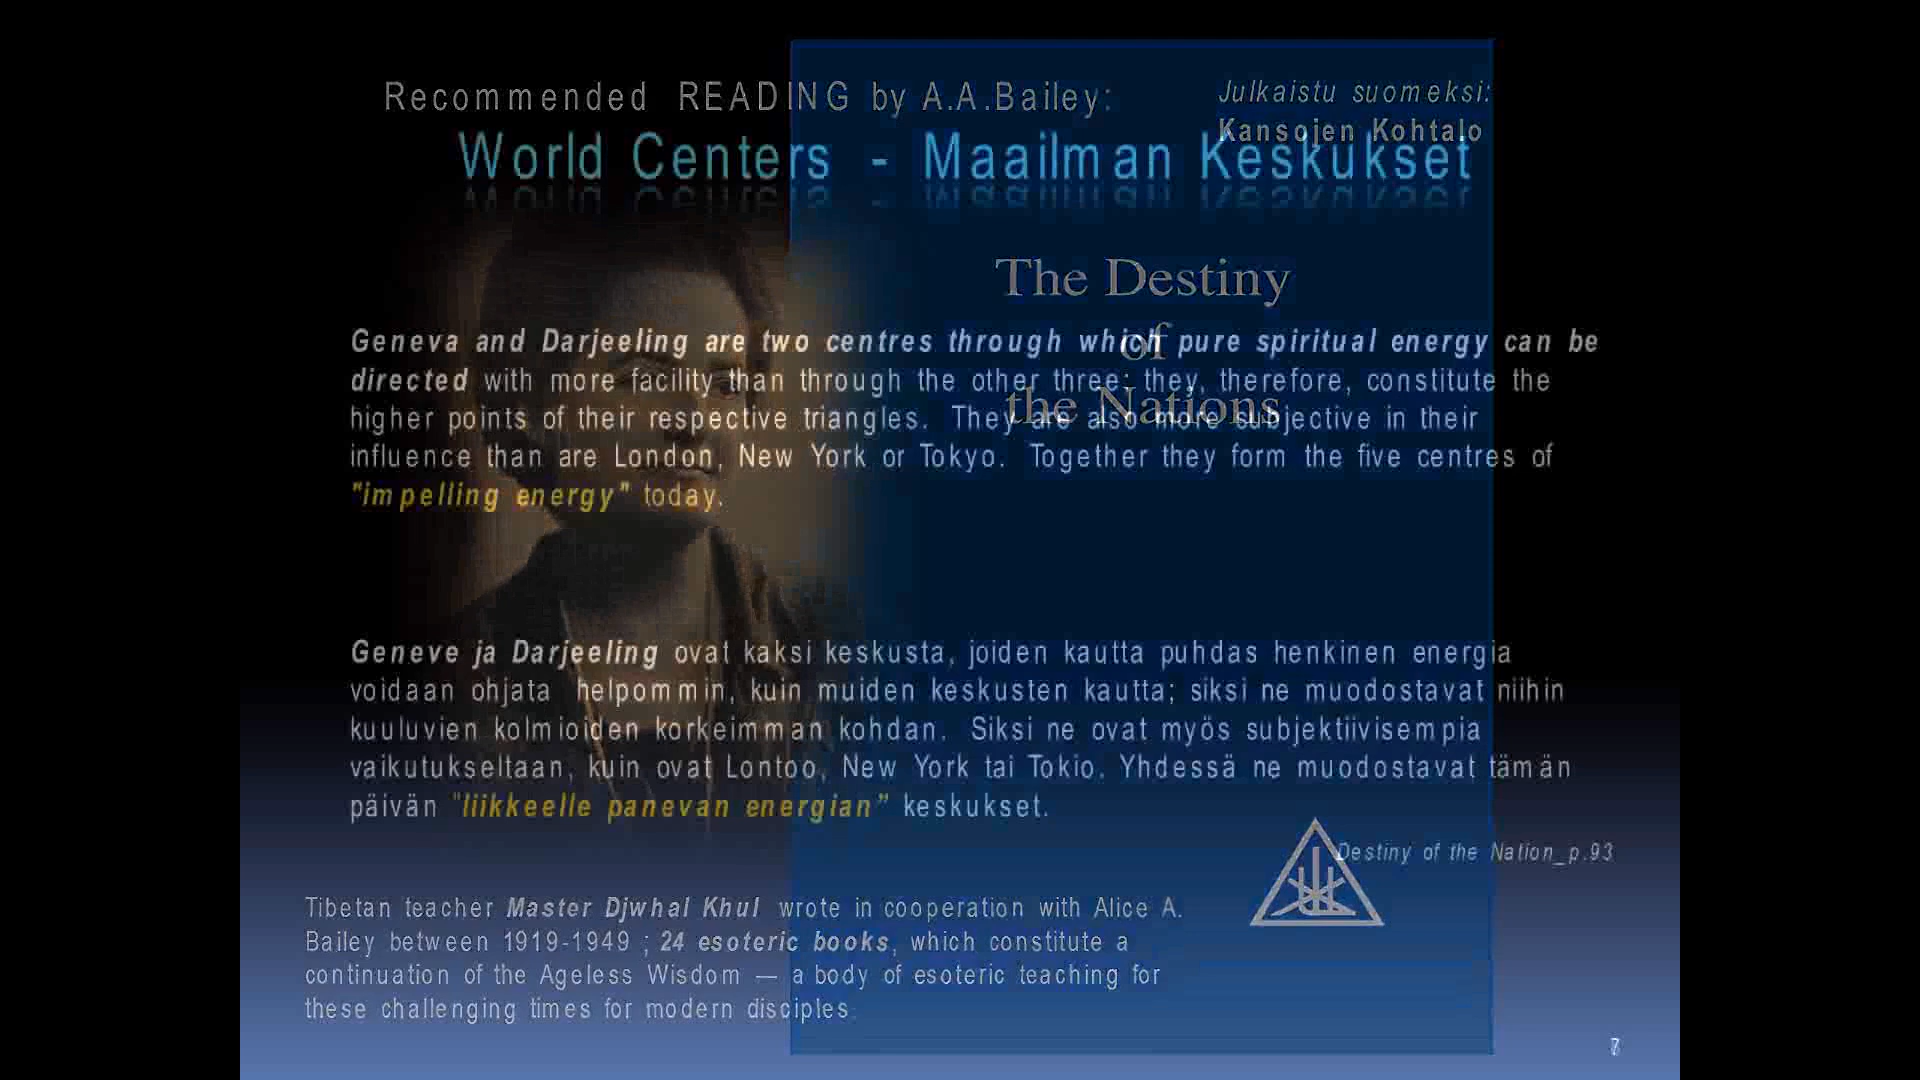 Recommended READING by A.A.Bailey:
Julkaistu suomeksi:
Kansojen Kohtalo
World Centers - Maailman Keskukset
The Destiny
of
the Nations
Geneva and Darjeeling are two centres through which pure spiritual energy can be
directed with more facility than through the other three; they, therefore, constitute the
higher points of their respective triangles. They are also more subjective in their
influence than are London, New York or Tokyo. Together they form the five centres of
"impelling energy" today.
Geneve ja Darjeeling ovat kaksi keskusta, joiden kautta puhdas henkinen energia
voidaan ohjata helpommin, kuin muiden keskusten kautta; siksi ne muodostavat niihin
kuuluvien kolmioiden korkeimman kohdan. Siksi ne ovat myös subjektiivisempia
vaikutukseltaan, kuin ovat Lontoo, New York tai Tokio. Yhdessä ne muodostavat tämän
päivän "liikkeelle panevan energian” keskukset.
Destiny of the Nation_p.93
Tibetan teacher Master Djwhal Khul wrote in cooperation with Alice A.
Bailey between 1919-1949 ; 24 esoteric books, which constitute a
continuation of the Ageless Wisdom — a body of esoteric teaching for
these challenging times for modern disciples